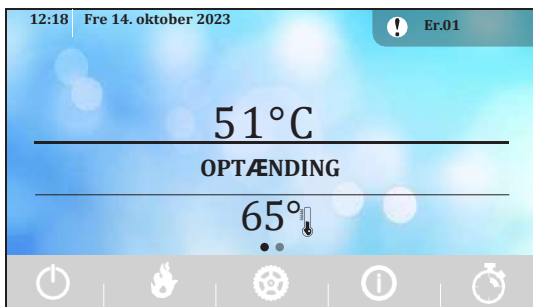 12:18 Fre 14. oktober 2023
Er.01
51°C
OPTÆNDING
65°